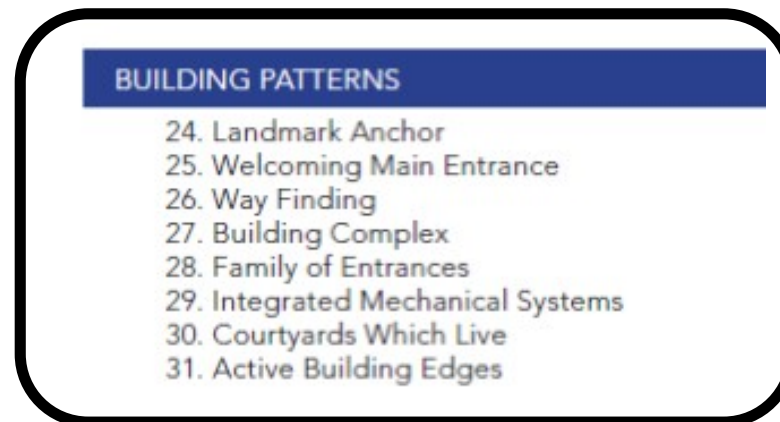 BUILDING PATTERNS
24. Landmark Anchor
25. Welcoming Main Entrance
26. Way Finding
27. Building Complex
28. Family of Entrances
29. Integrated Mechanical Systems
30. Courtyards Which Live
31. Active Building Edges